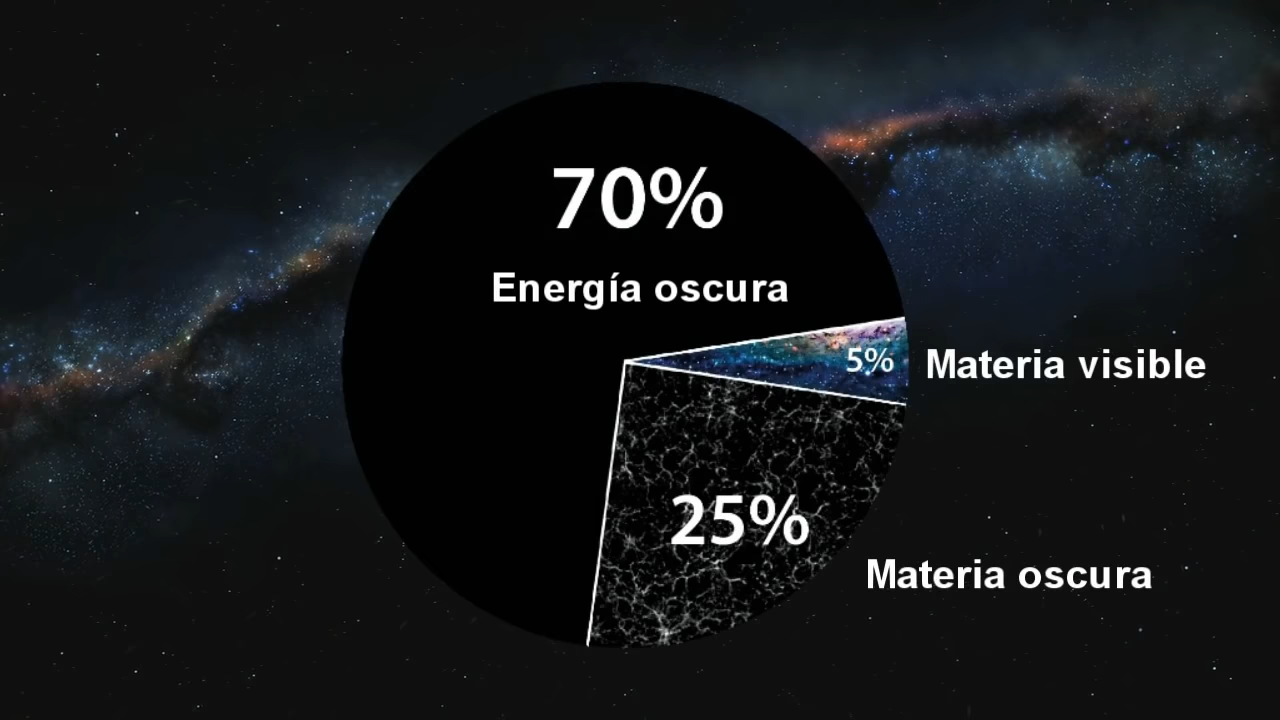 70%
Energía oscura
5%
Materia visible
25%
Materia oscura